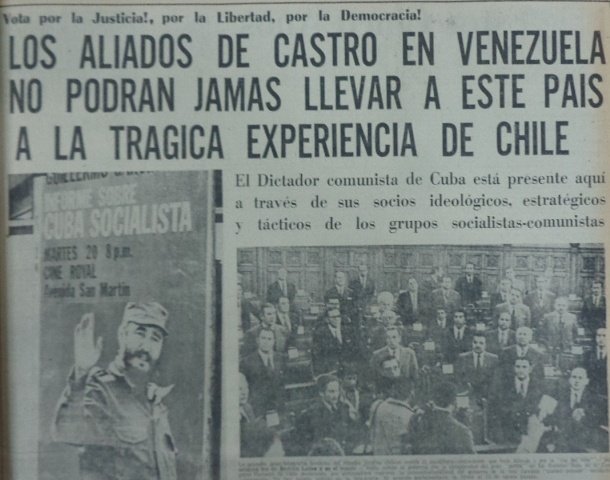 Vota por la Justicia!, por la Libertad, por la Democracia!
LOS ALIADOS DE CASTRO EN VENEZUELA
NO PODRAN JAMAS LLEVAR A ESTE PAIS
A LA TRAGICA EXPERIENCIA DE CHILE
El Dictador comunista de Cuba está presente aquí
a través de sus socios ideológicos, estratégicos
y tácticos de los grupos socialistas-comunistas
GUILLERMO
INFORME SOBRE
CUBA SOCIALISTA
MARTES 20 8 p.m.
CINE ROYAL
Avenida San Martín